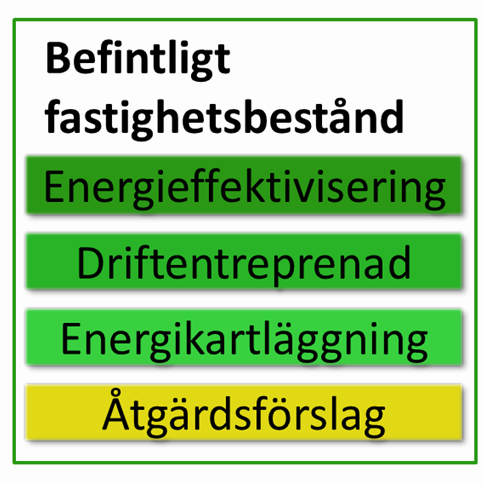 Befintligt
fastighetsbestånd
Energieffektivisering
Driftentreprenad
Energikartläggning
Åtgärdsförslag